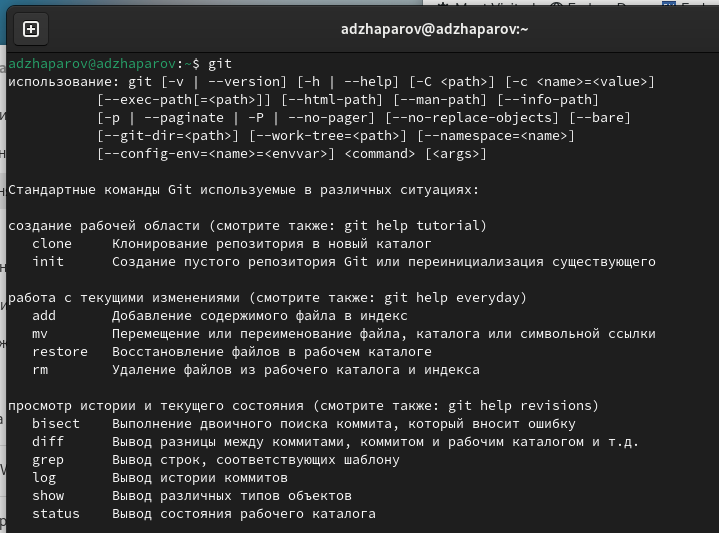 adzhaparov@adzhaparov:~
adzhaparov@adzhaparov:~$ git
использование: git [-v | --version] [-h | --help] [-C <path>] [-c <name>=<value>]
[--exec-path[=<path>]] [--html-path] [--man-path] [--info-path]
[-p | --paginate | -P | --no-pager] [--no-replace-objects] [--bare]
[--git-dir=<path>] [--work-tree=<path>] [--namespace=<name>]
[--config-env=<name>=<envvar>] <command> [<args>]
Стандартные команды Git используемые в различных ситуациях:
создание рабочей области (смотрите также: git help tutorial)
clone Клонирование репозитория в новый каталог
init Создание пустого репозитория Git или переинициализация существующего
работа с текущими изменениями (смотрите также: git help everyday)
add Добавление содержимого файла в индекс
mv Перемещение или переименование файла, каталога или символьной ссылки
restore Восстановление файлов в рабочем каталоге
rm Удаление файлов из рабочего каталога и индекса
просмотр истории и текущего состояния (смотрите также: git help revisions)
bisect Выполнение двоичного поиска коммита, который вносит ошибку
diff Вывод разницы между коммитами, коммитом и рабочим каталогом и т.д.
grep Вывод строк, соответствующих шаблону
log Вывод истории коммитов
show Вывод различных типов объектов
status Вывод состояния рабочего каталога